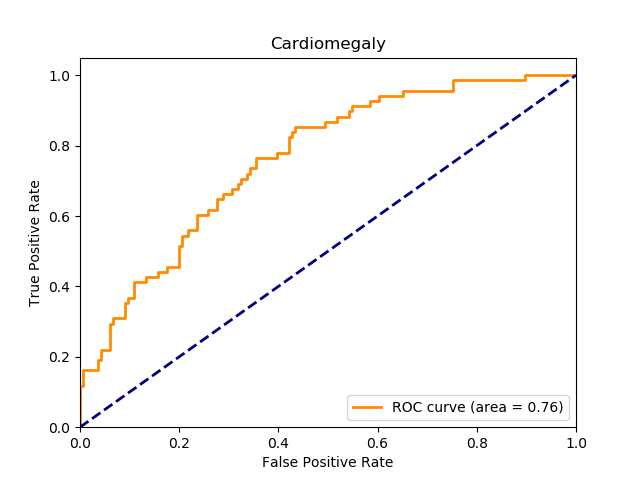 Cardiomegaly
True Positive Rate
1.0
0.8
0.6
0.4
0.2
0.0
ROC curve (area = 0.76)
0.0 0.2 0.4 0.6 0.8 1.0
False Positive Rate